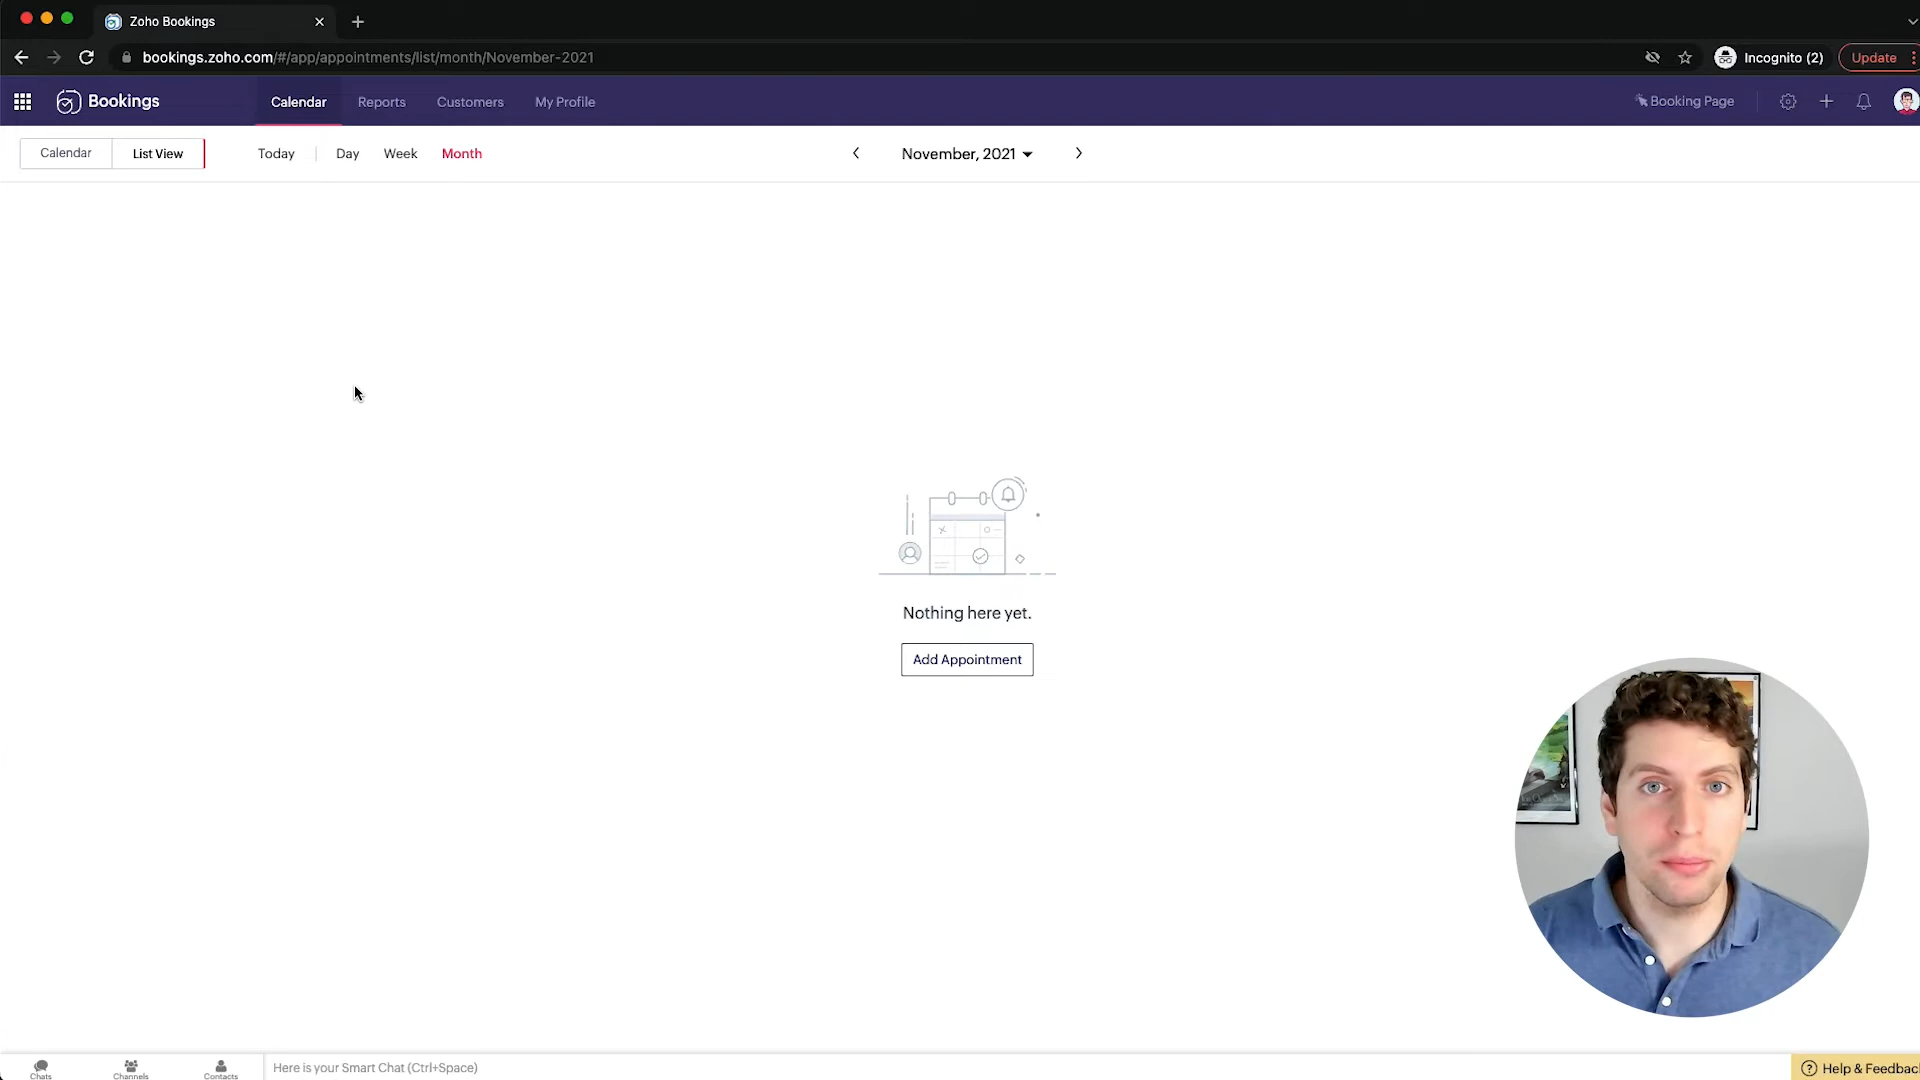 Zoho Bookings
bookings.zoho.com/#/app/appointments/list/month/November-2021
Incognito (2)
Update
Bookings
Calendar
Reports
Customers
My Profile
Booking Page
Calendar
List View
Today
Day
Week
Month
November, 2021
Nothing here yet.
Add Appointment
Chats
Channels
Contacts
Here is your Smart Chat (Ctrl+Space)
Help & Feedbac